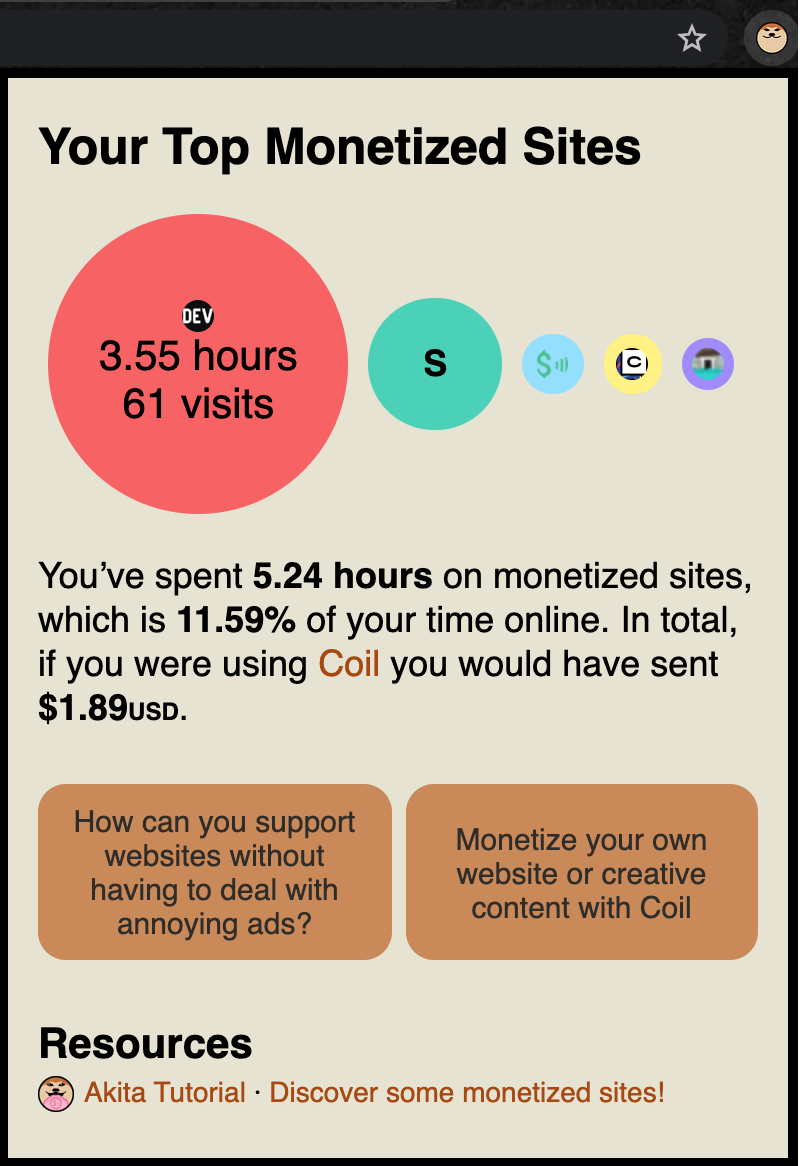 Your Top Monetized Sites
DEV
3.55 hours
61 visits
S
$
C
You’ve spent 5.24 hours on monetized sites,
which is 11.59% of your time online. In total,
if you were using Coil you would have sent
$1.89USD.
How can you support
websites without
having to deal with
annoying ads?
Monetize your own
website or creative
content with Coil
Resources
Akita Tutorial · Discover some monetized sites!